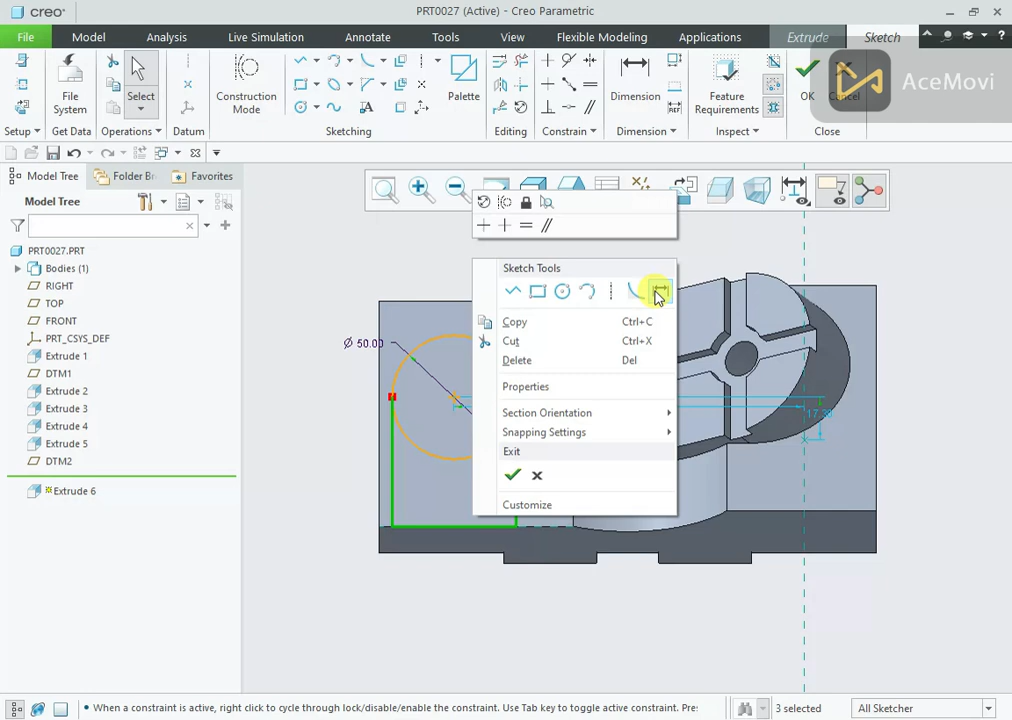 creo
PRT0027 (Active) - Creo Parametric
File
Model
Analysis
Live Simulation
Annotate
Tools
View
Flexible Modeling
Applications
Extrude
Sketch
File
System
Select
Construction
Mode
Palette
Dimension
Feature
Requirements
OK
Cancel
AceMovi
Setup
Get Data
Operations
Datum
Sketching
Editing
Constrain
Dimension
Inspect
Close
Model Tree
Folder Br
Favorites
Model Tree
PRT0027.PRT
Bodies (1)
RIGHT
TOP
FRONT
PRT_CSYS_DEF
Extrude 1
DTM1
Extrude 2
Extrude 3
Extrude 4
Extrude 5
DTM2
Extrude 6
Ø 50.00
Sketch Tools
Copy Ctrl+C
Cut Ctrl+X
Delete Del
Properties
Section Orientation
Snapping Settings
Exit
Customize
• When a constraint is active, right click to cycle through lock/disable/enable the constraint. Use Tab key to toggle active constraint. Pre:
3 selected
All Sketcher